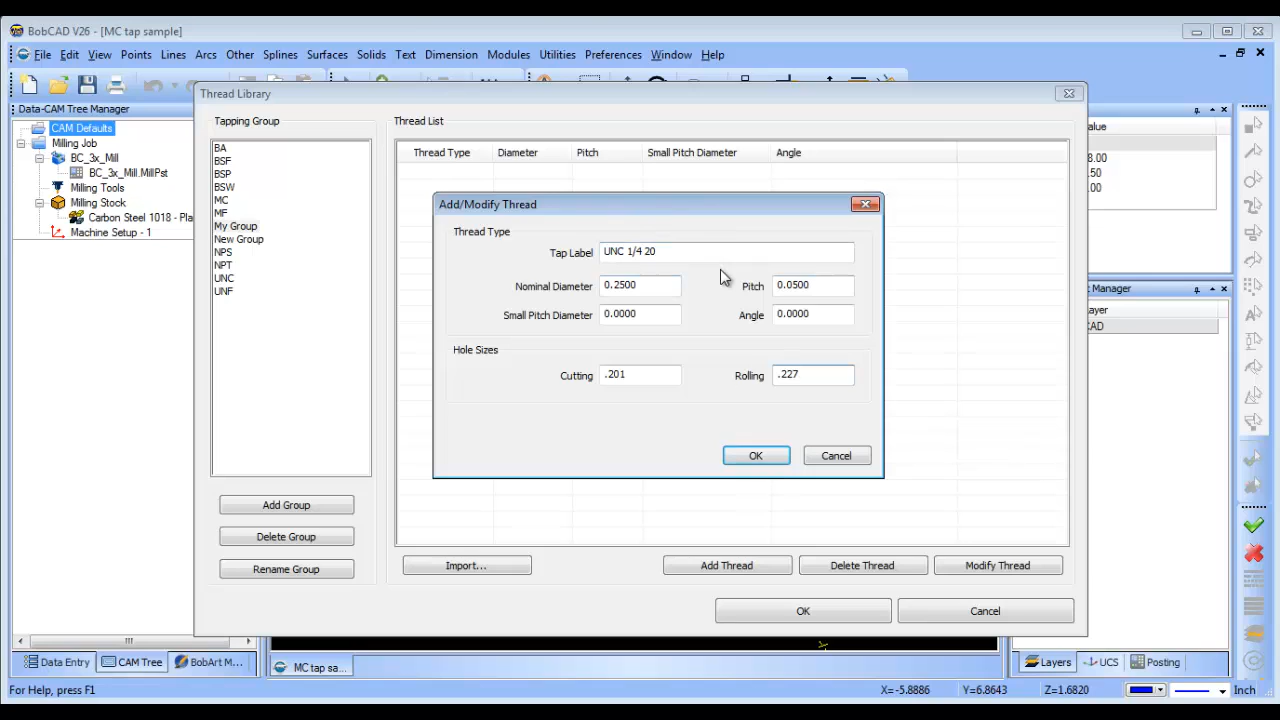 BobCAD V26 - [MC tap sample]
File Edit View Points Lines Arcs Other Splines Surfaces Solids Text Dimension Modules Utilities Preferences Window Help
Data-CAM Tree Manager
CAM Defaults
Milling Job
BC_3x_Mill
BC_3x_Mill.MillPst
Milling Tools
Milling Stock
Carbon Steel 1018 - Pla
Machine Setup - 1
Thread Library
Tapping Group
BA
BSF
BSP
BSW
MC
MF
My Group
New Group
NPS
NPT
UNC
UNF
Add Group
Delete Group
Rename Group
Thread List
Thread Type Diameter Pitch Small Pitch Diameter Angle
Add/Modify Thread
Thread Type
Tap Label UNC 1/4 20
Nominal Diameter 0.2500 Pitch 0.0500
Small Pitch Diameter 0.0000 Angle 0.0000
Hole Sizes
Cutting .201 Rolling .227
OK Cancel
Import... Add Thread Delete Thread Modify Thread
OK Cancel
alue
8.00
.50
.00
t Manager
ayer
CAD
Data Entry CAM Tree BobArt M...
MC tap sa...
Layers UCS Posting
For Help, press F1 X= -5.8886 Y=6.8643 Z=1.6820 Inch